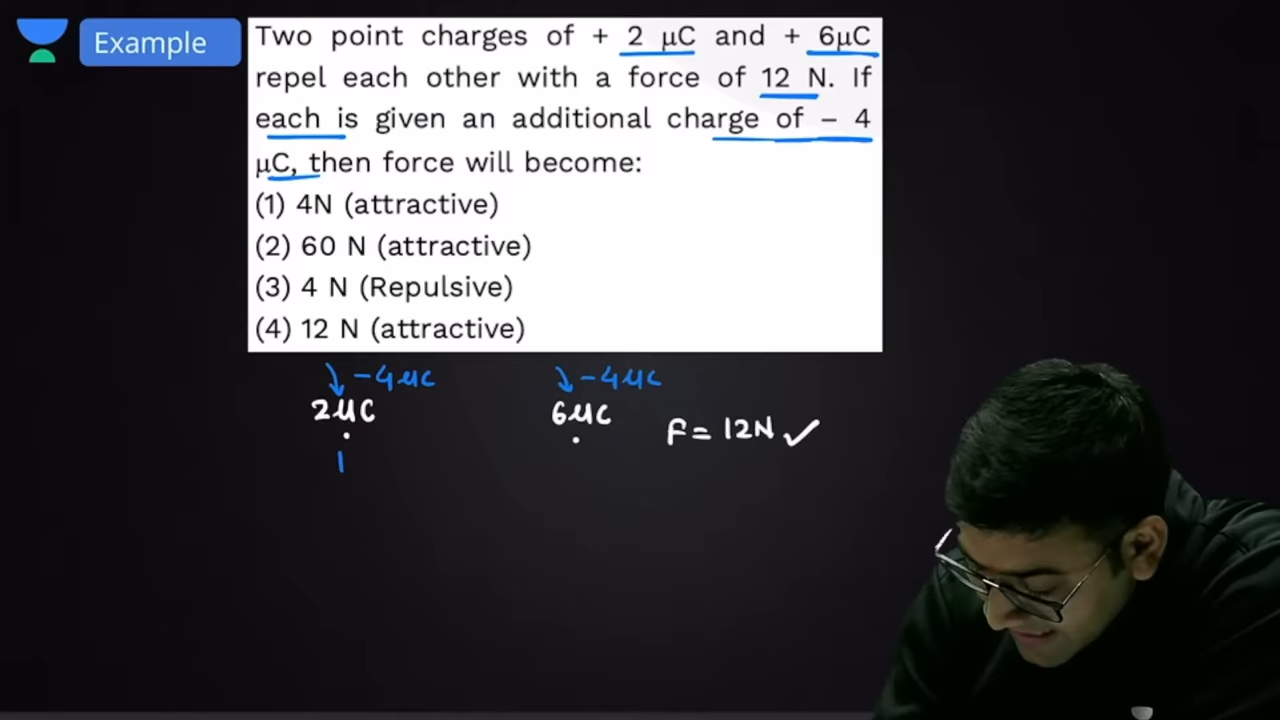 Example
Two point charges of + 2 μC and + 6μC
repel each other with a force of 12 N. If
each is given an additional charge of – 4
μC, then force will become:
(1) 4N (attractive)
(2) 60 N (attractive)
(3) 4 N (Repulsive)
(4) 12 N (attractive)
-4μC -4μC
2μC 6μC F = 12N ✓